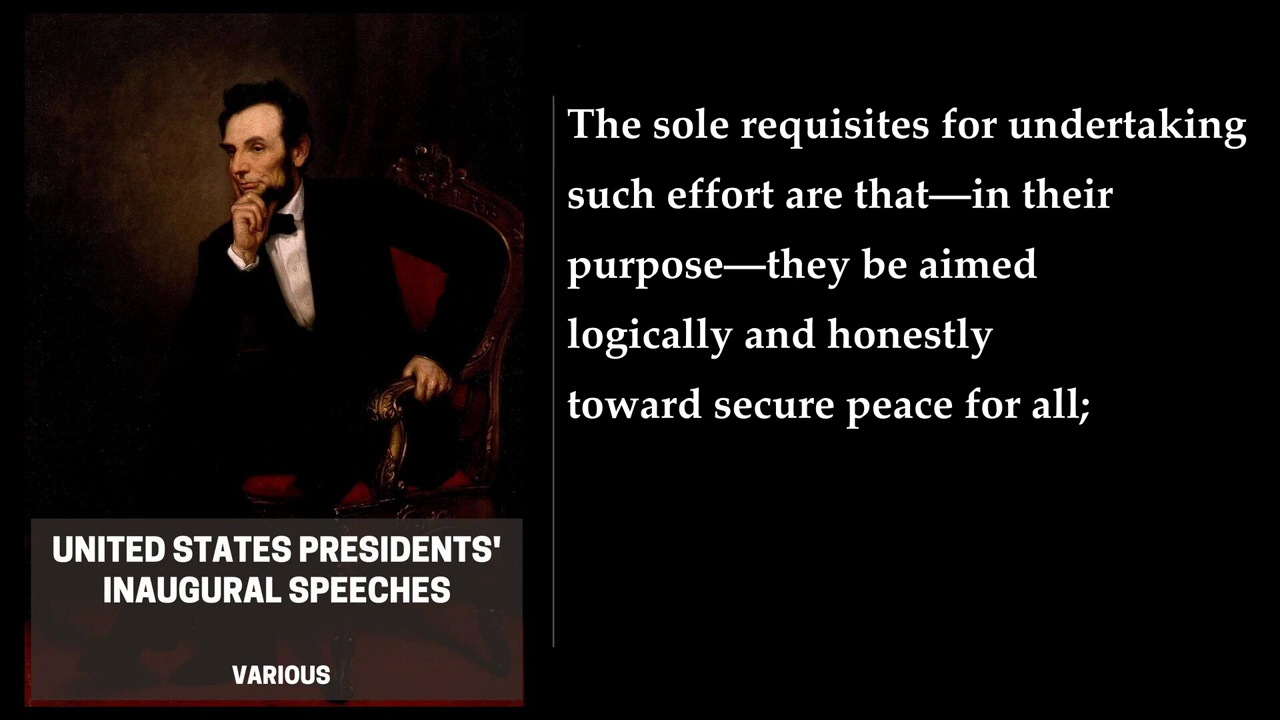 The sole requisites for undertaking
such effort are that—in their
purpose—they be aimed
logically and honestly
toward secure peace for all;
UNITED STATES PRESIDENTS'
INAUGURAL SPEECHES
VARIOUS